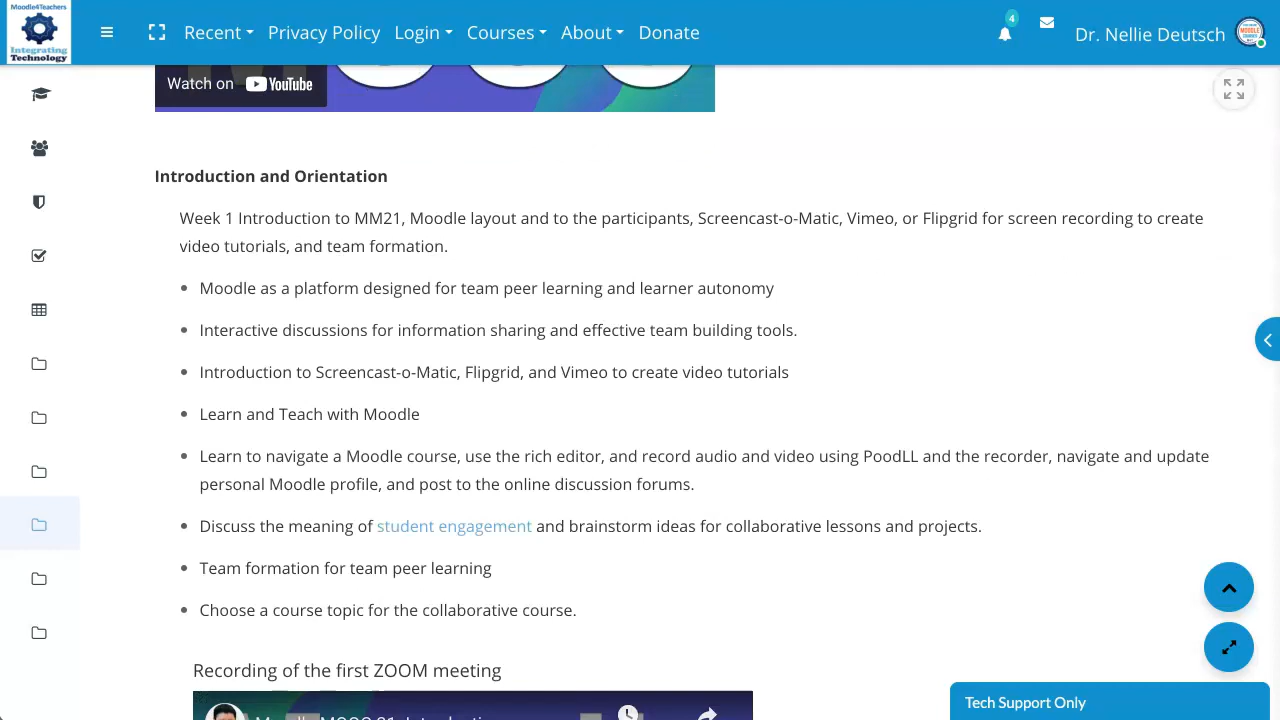 Moodle4Teachers
Integrating
Technology
Recent Privacy Policy Login Courses About Donate
4
Dr. Nellie Deutsch
Watch on YouTube
Introduction and Orientation
Week 1 Introduction to MM21, Moodle layout and to the participants, Screencast-o-Matic, Vimeo, or Flipgrid for screen recording to create
video tutorials, and team formation.
Moodle as a platform designed for team peer learning and learner autonomy
Interactive discussions for information sharing and effective team building tools.
Introduction to Screencast-o-Matic, Flipgrid, and Vimeo to create video tutorials
Learn and Teach with Moodle
Learn to navigate a Moodle course, use the rich editor, and record audio and video using PoodLL and the recorder, navigate and update
personal Moodle profile, and post to the online discussion forums.
Discuss the meaning of student engagement and brainstorm ideas for collaborative lessons and projects.
Team formation for team peer learning
Choose a course topic for the collaborative course.
Recording of the first ZOOM meeting
Tech Support Only